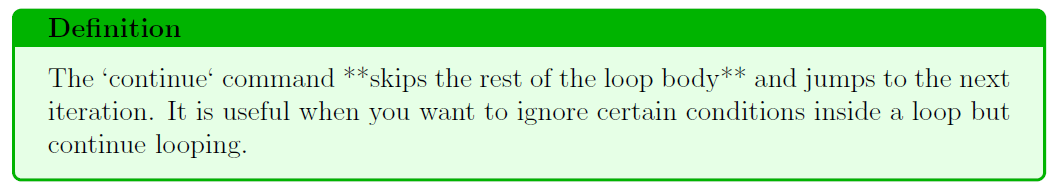 Definition
The ‘continue‘ command **skips the rest of the loop body** and jumps to the next
iteration. It is useful when you want to ignore certain conditions inside a loop but
continue looping.